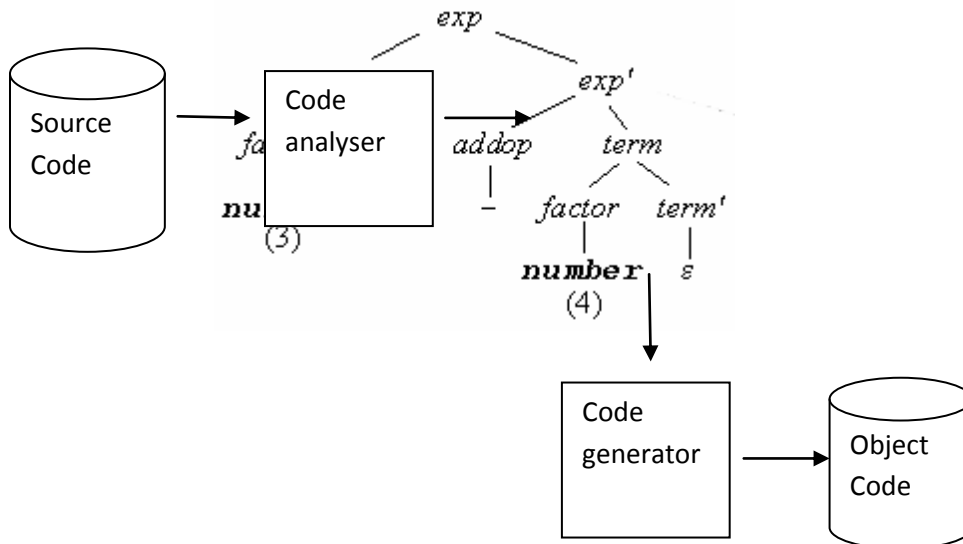 exp
Source
Code
Code
analyser
exp'
addop
term
–
factor
term'
(3)
number
ε
(4)
Code
generator
Object
Code